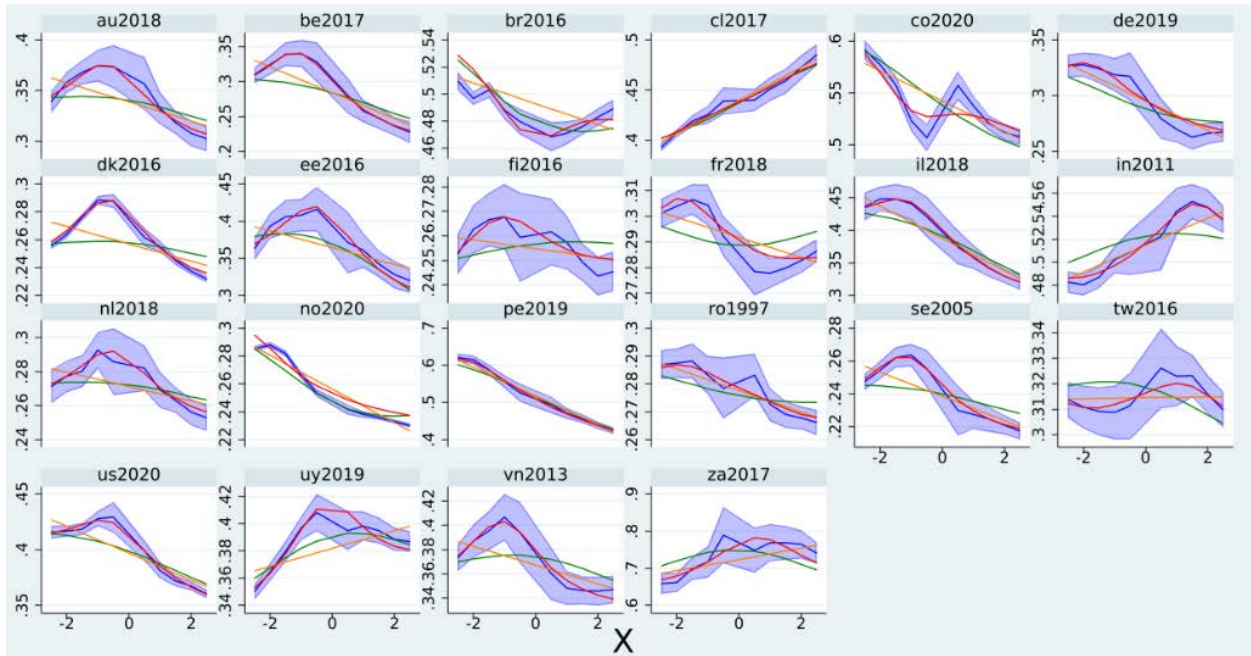 au2018 be2017 br2016 cl2017 co2020 de2019
.3 .35 .4
.2 .25 .3 .35
.46 .48 .5 .52 .54
.4 .45 .5
.5 .55 .6
.25 .3 .35
dk2016 ee2016 fi2016 fr2018 il2018 in2011
.22 .24 .26 .28 .3
.3 .35 .4 .45
.24 .25 .26 .27 .28
.27 .28 .29 .3 .31
.3 .35 .4 .45
.48 .5 .52 .54 .56
nl2018 no2020 pe2019 ro1997 se2005 tw2016
.24 .26 .28 .3
.22 .24 .26 .28 .3
.4 .5 .6 .7
.26 .27 .28 .29 .3
.22 .24 .26 .28
.3 .31 .32 .33 .34
-2 0 2 -2 0 2
us2020 uy2019 vn2013 za2017
.35 .4 .45
.34 .36 .38 .4 .42
.34 .36 .38 .4 .42
.6 .7 .8 .9
-2 0 2 -2 0 2 -2 0 2 -2 0 2
X